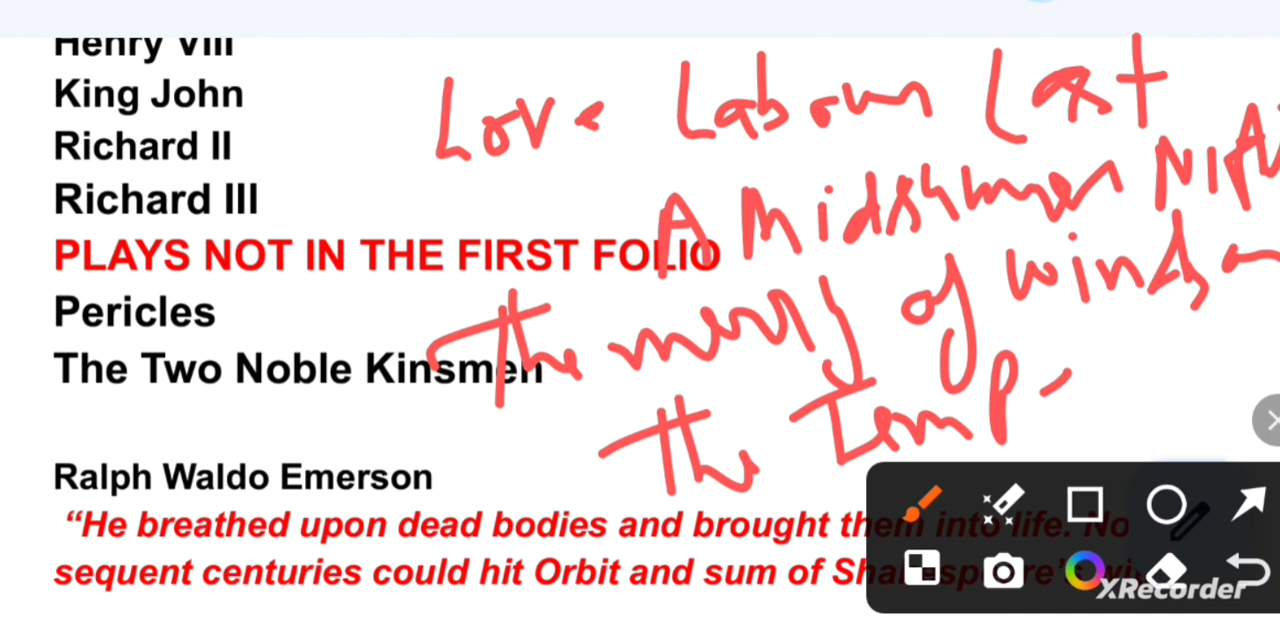 Henry VIII
King John
Love Labour Lost
Richard II
Richard III
A Midsummer Night
PLAYS NOT IN THE FIRST FOLIO
Pericles
The merry of windsor
The Two Noble Kinsmen
The Temp.
Ralph Waldo Emerson
“He breathed upon dead bodies and brought them into life. No
sequent centuries could hit Orbit and sum of Shakespeare's
XRecorder